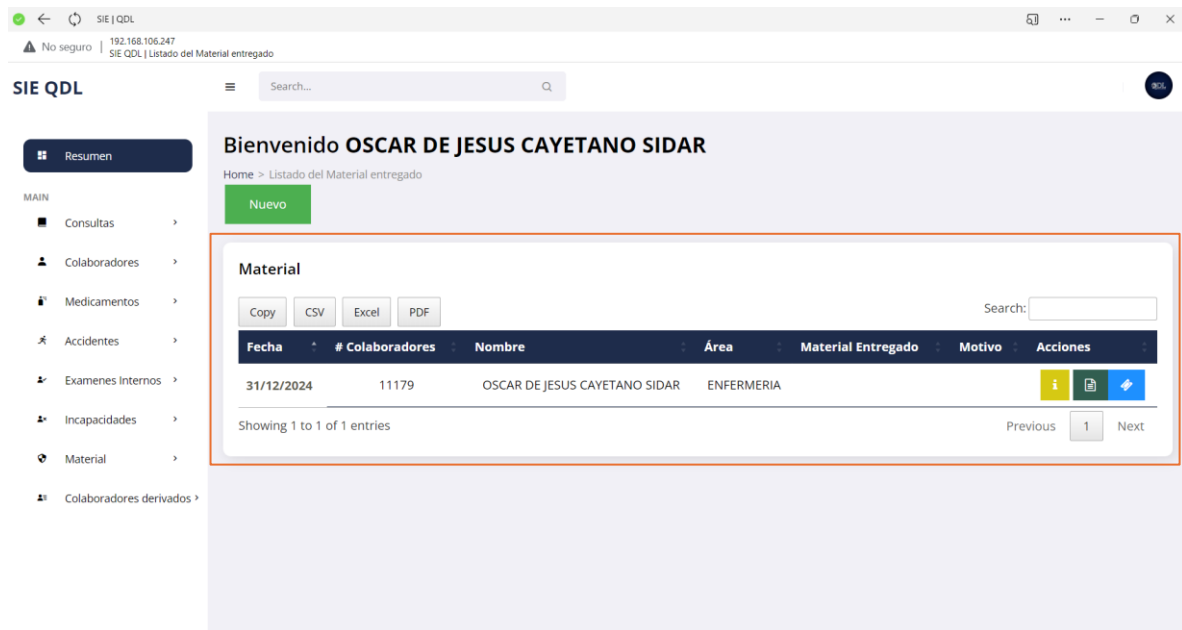 SIE | QDL
No seguro | 192.168.106.247
SIE QDL | Listado del Material entregado
SIE QDL
Search...
QDL
Resumen
Bienvenido OSCAR DE JESUS CAYETANO SIDAR
Home > Listado del Material entregado
Nuevo
MAIN
Consultas
Colaboradores
Medicamentos
Accidentes
Examenes Internos
Incapacidades
Material
Colaboradores derivados
Material
Copy CSV Excel PDF Search:
Fecha # Colaboradores Nombre Área Material Entregado Motivo Acciones
31/12/2024 11179 OSCAR DE JESUS CAYETANO SIDAR ENFERMERIA
Showing 1 to 1 of 1 entries Previous 1 Next